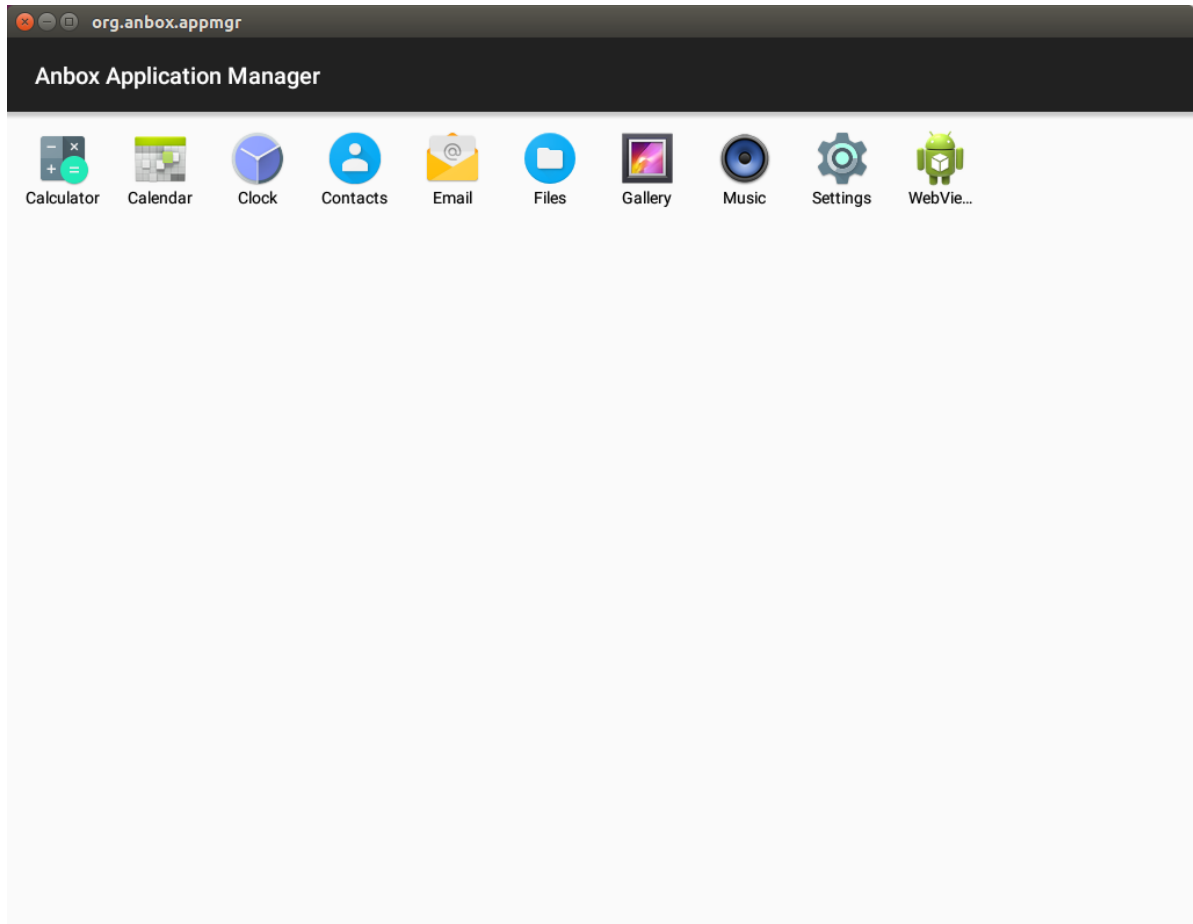 org.anbox.appmgr
Anbox Application Manager
Calculator Calendar Clock Contacts Email Files Gallery Music Settings WebVie...